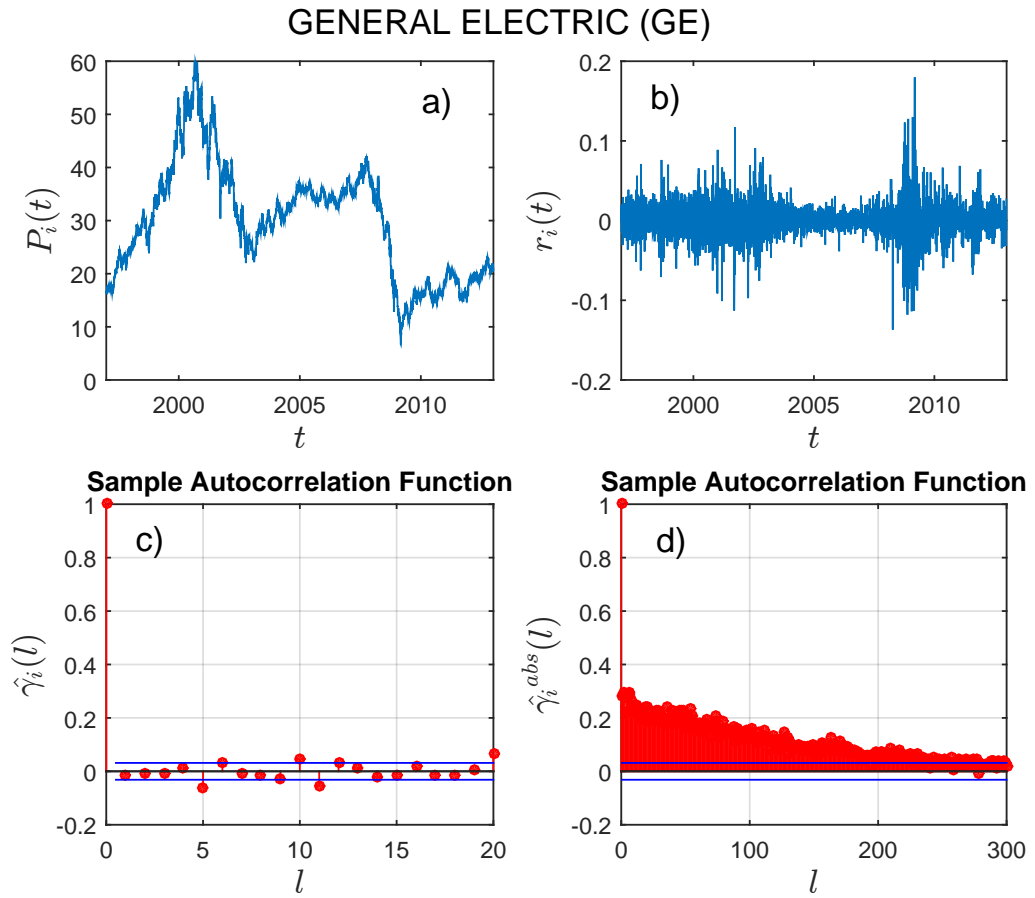 GENERAL ELECTRIC (GE)
a)
P_i(t)
60
50
40
30
20
10
0
2000 2005 2010
t
b)
r_i(t)
0.2
0.1
0
-0.1
-0.2
2000 2005 2010
t
Sample Autocorrelation Function
c)
γ̂_i(l)
1
0.8
0.6
0.4
0.2
0
-0.2
0 5 10 15 20
l
Sample Autocorrelation Function
d)
γ̂_i^{abs}(l)
1
0.8
0.6
0.4
0.2
0
-0.2
0 100 200 300
l